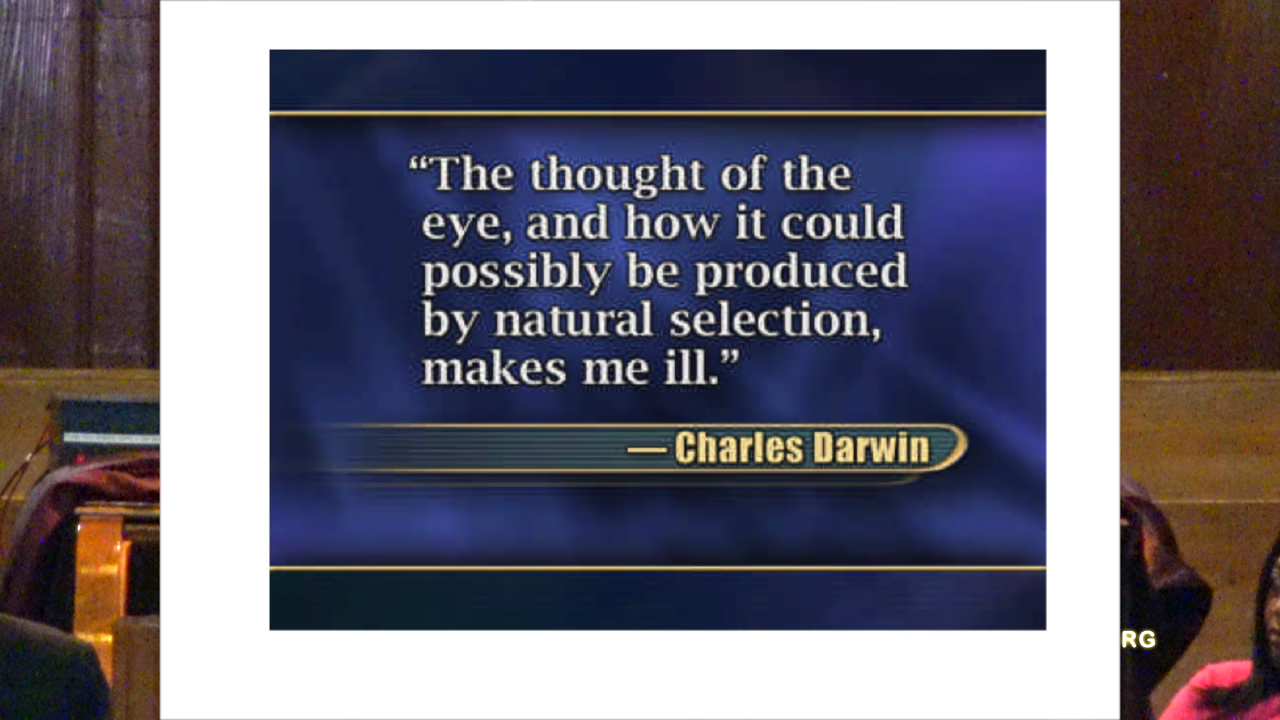 “The thought of the
eye, and how it could
possibly be produced
by natural selection,
makes me ill.”
— Charles Darwin
RG